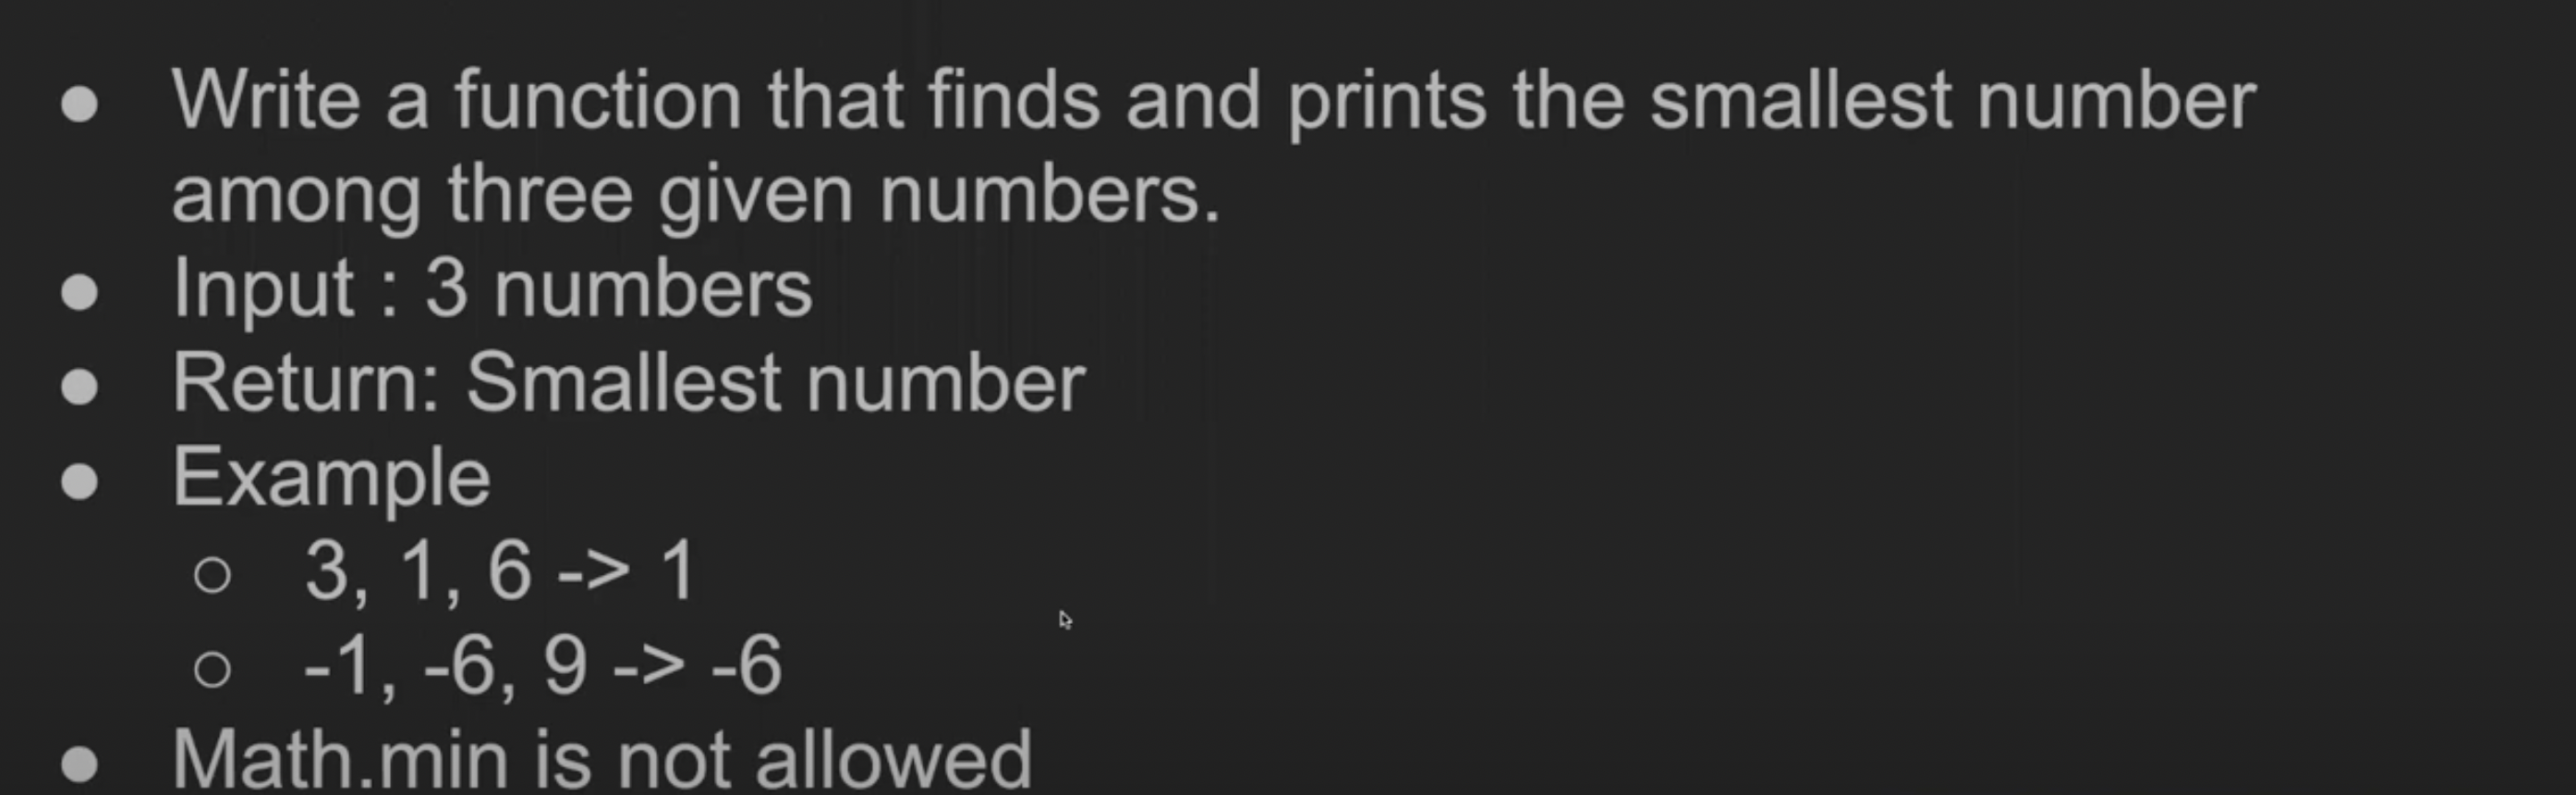 ● Write a function that finds and prints the smallest number
among three given numbers.
● Input : 3 numbers
● Return: Smallest number
● Example
○ 3, 1, 6 -> 1
○ -1, -6, 9 -> -6
● Math.min is not allowed